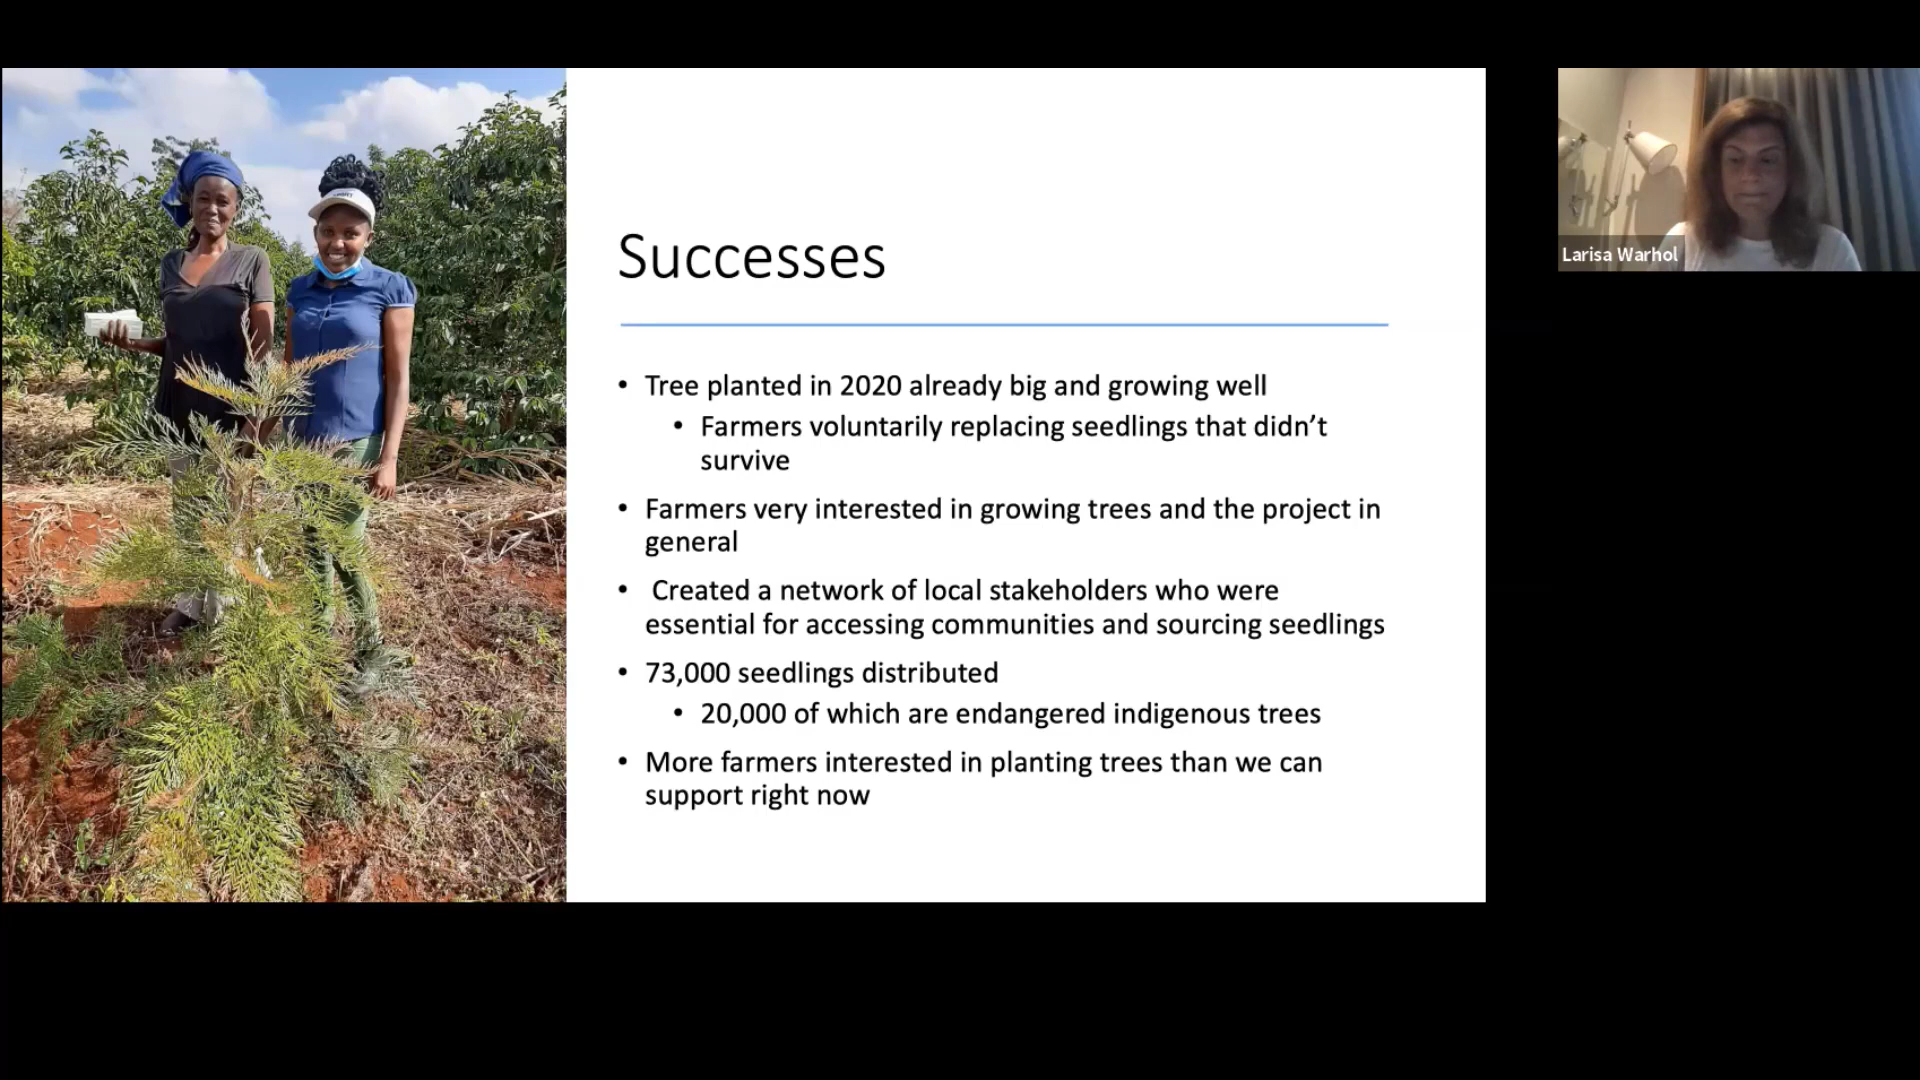 Successes
• Tree planted in 2020 already big and growing well
• Farmers voluntarily replacing seedlings that didn’t
survive
• Farmers very interested in growing trees and the project in
general
• Created a network of local stakeholders who were
essential for accessing communities and sourcing seedlings
• 73,000 seedlings distributed
• 20,000 of which are endangered indigenous trees
• More farmers interested in planting trees than we can
support right now
Larisa Warhol